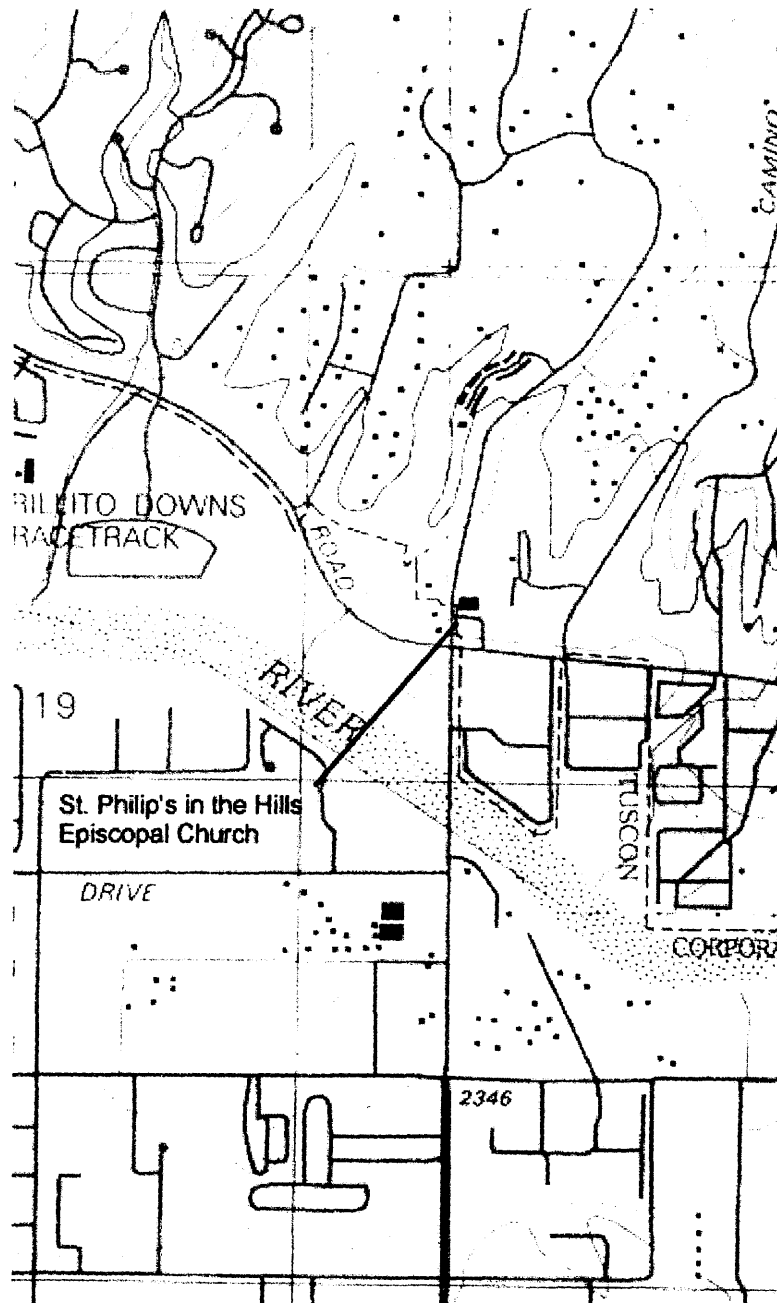 CAMINO
RILLITO DOWNS
RACETRACK
ROAD
RIVER
19
St. Philip's in the Hills
Episcopal Church
TUSCON
DRIVE
CORPORA
2346